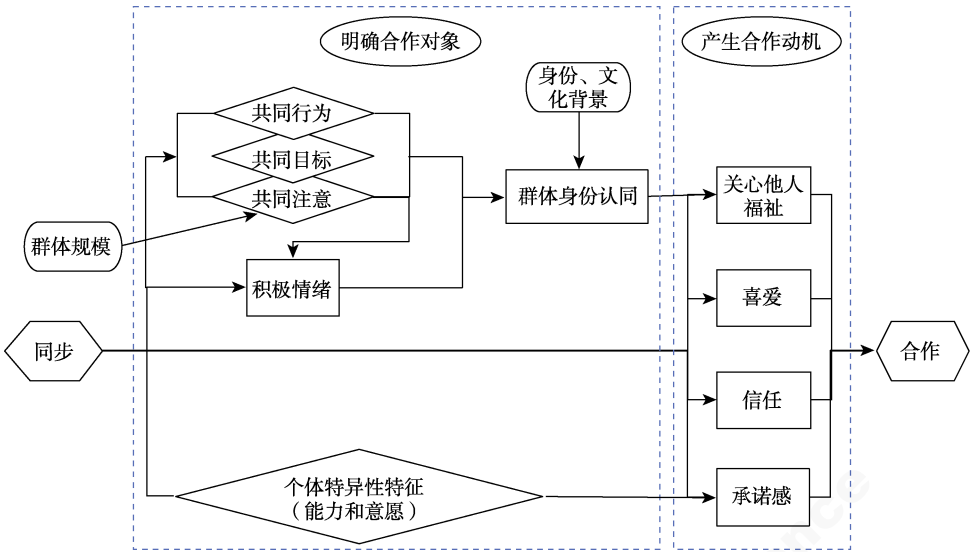 明确合作对象
产生合作动机
身份、文
化背景
共同行为
共同目标
共同注意
群体身份认同
关心他人
福祉
群体规模
积极情绪
喜爱
同步
合作
信任
个体特异性特征
（能力和意愿）
承诺感
nce